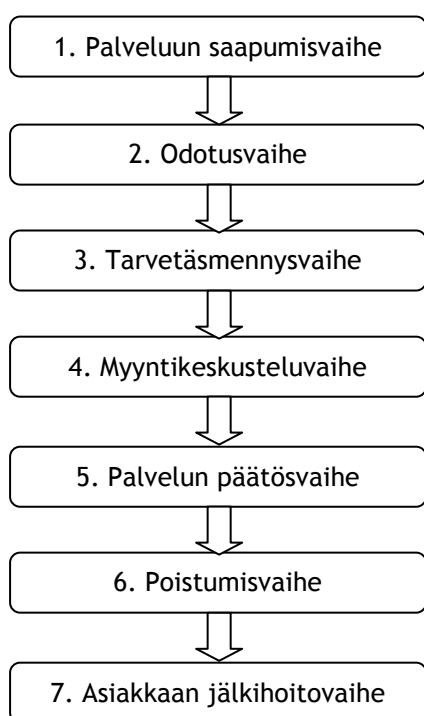 1. Palveluun saapumisvaihe
2. Odotusvaihe
3. Tarvetäsmennysvaihe
4. Myyntikeskusteluvaihe
5. Palvelun päätösvaihe
6. Poistumisvaihe
7. Asiakkaan jälkihoitovaihe